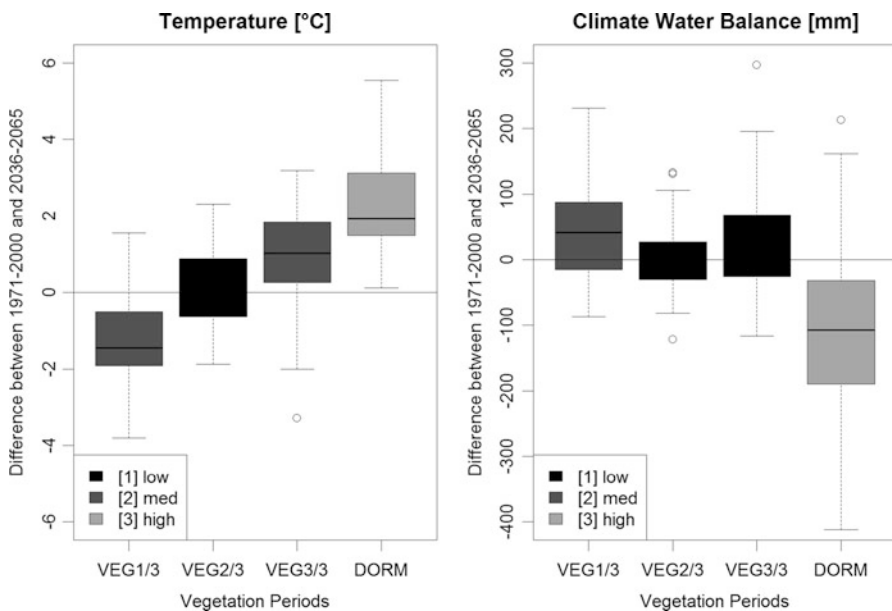 Temperature [°C]
Difference between 1971-2000 and 2036-2065
6
4
2
0
-2
-4
-6
[1] low
[2] med
[3] high
VEG1/3 VEG2/3 VEG3/3 DORM
Vegetation Periods
Climate Water Balance [mm]
Difference between 1971-2000 and 2036-2065
300
200
100
0
-100
-200
-300
-400
[1] low
[2] med
[3] high
VEG1/3 VEG2/3 VEG3/3 DORM
Vegetation Periods